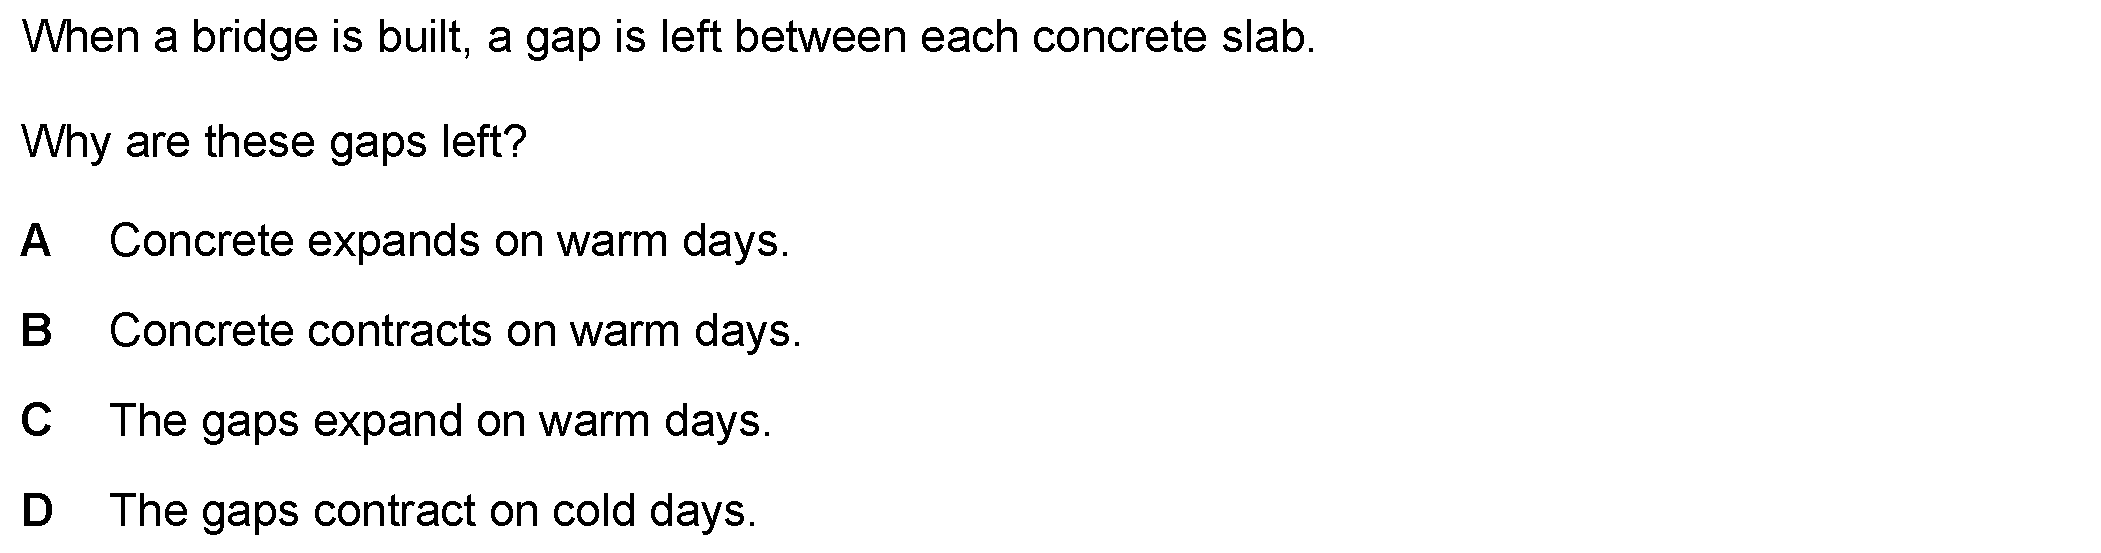 When a bridge is built, a gap is left between each concrete slab.
Why are these gaps left?
A Concrete expands on warm days.
B Concrete contracts on warm days.
C The gaps expand on warm days.
D The gaps contract on cold days.